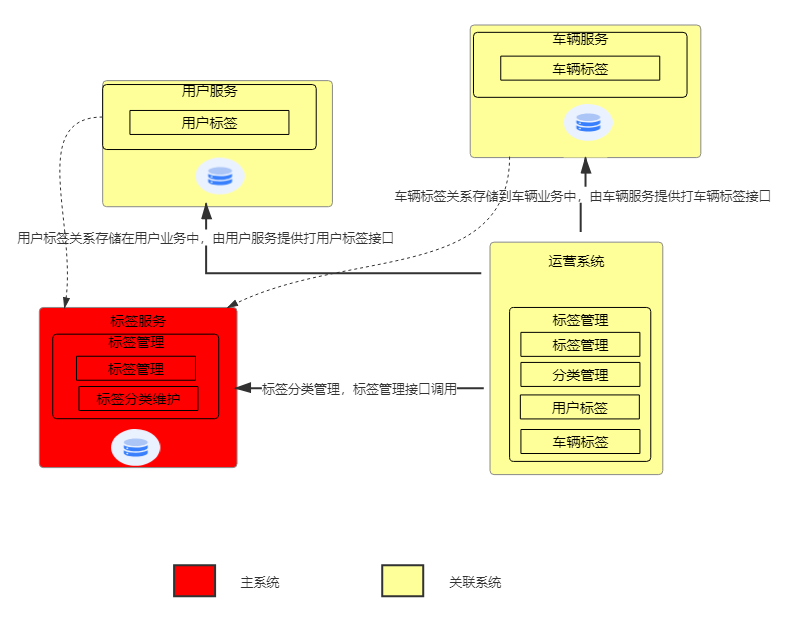 车辆服务
车辆标签
用户服务
用户标签
车辆标签关系存储到车辆业务中，由车辆服务提供打车辆标签接口
用户标签关系存储在用户业务中，由用户服务提供打用户标签接口
运营系统
标签管理
标签管理
分类管理
用户标签
车辆标签
标签服务
标签管理
标签管理
标签分类维护
标签分类管理，标签管理接口调用
主系统
关联系统